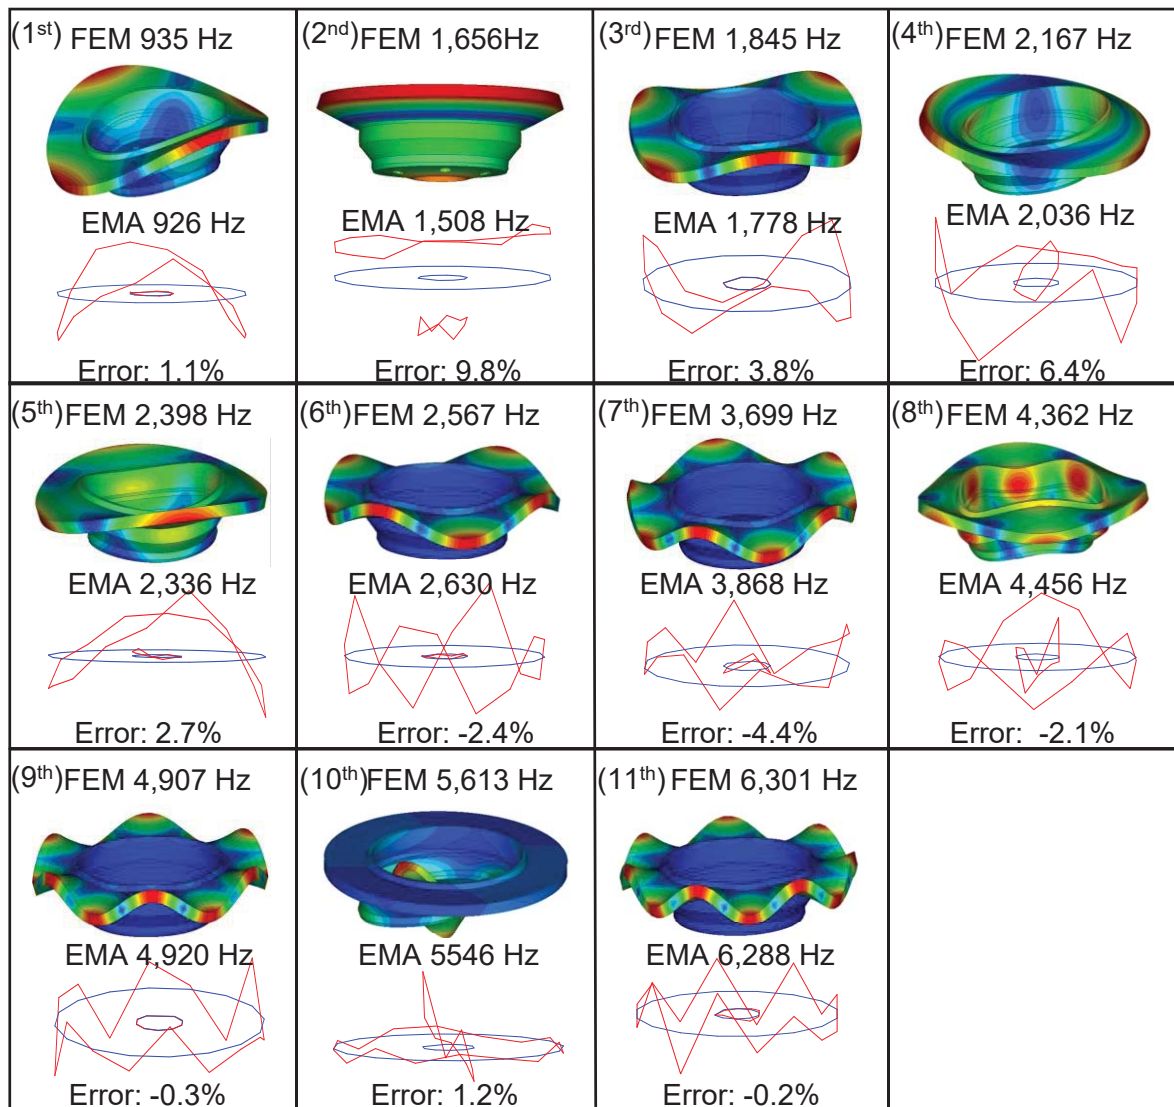 (1st) FEM 935 Hz
EMA 926 Hz
Error: 1.1%
(2nd) FEM 1,656Hz
EMA 1,508 Hz
Error: 9.8%
(3rd) FEM 1,845 Hz
EMA 1,778 Hz
Error: 3.8%
(4th) FEM 2,167 Hz
EMA 2,036 Hz
Error: 6.4%
(5th) FEM 2,398 Hz
EMA 2,336 Hz
Error: 2.7%
(6th) FEM 2,567 Hz
EMA 2,630 Hz
Error: -2.4%
(7th) FEM 3,699 Hz
EMA 3,868 Hz
Error: -4.4%
(8th) FEM 4,362 Hz
EMA 4,456 Hz
Error: -2.1%
(9th) FEM 4,907 Hz
EMA 4,920 Hz
Error: -0.3%
(10th) FEM 5,613 Hz
EMA 5546 Hz
Error: 1.2%
(11th) FEM 6,301 Hz
EMA 6,288 Hz
Error: -0.2%